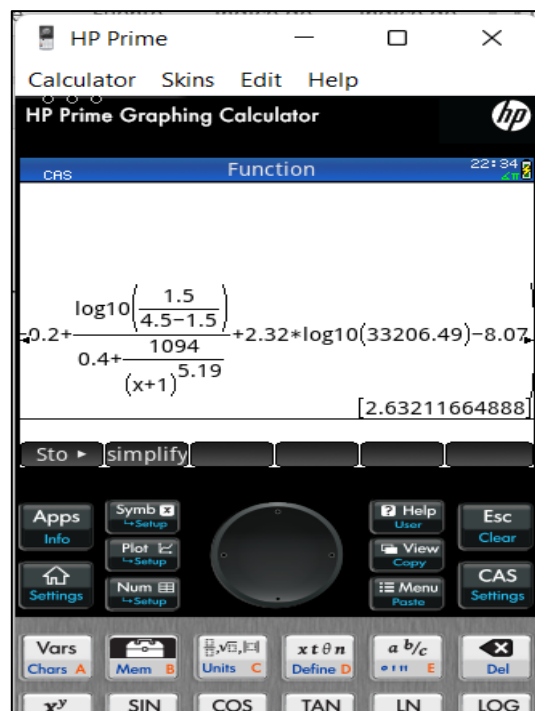 HP Prime
Calculator Skins Edit Help
HP Prime Graphing Calculator
hp
CAS Function 22:34
∡π
-0.2+log10(1.5/(4.5-1.5))/(0.4+1094/(x+1)^5.19)+2.32*log10(33206.49)-8.07
[2.63211664888]
Sto ► simplify
Apps Info
Symb ↪Setup
Help User
Esc Clear
Plot ↪Setup
View Copy
Settings
Num ↪Setup
Menu Paste
CAS Settings
Vars Chars A
Mem B
Units C
x t θ n Define D
a b/c E
Del
x^y SIN COS TAN LN LOG